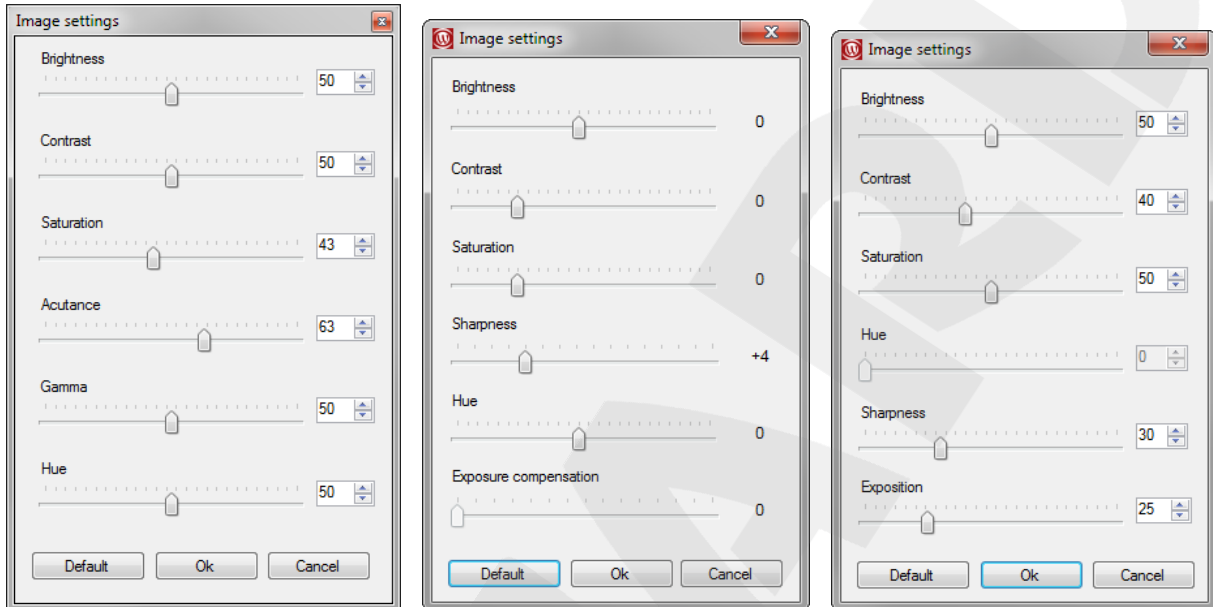 Image settings
Brightness
50
Contrast
50
Saturation
43
Acutance
63
Gamma
50
Hue
50
Default Ok Cancel
Image settings
Brightness
0
Contrast
0
Saturation
0
Sharpness
+4
Hue
0
Exposure compensation
0
Default Ok Cancel
Image settings
Brightness
50
Contrast
40
Saturation
50
Hue
0
Sharpness
30
Exposition
25
Default Ok Cancel